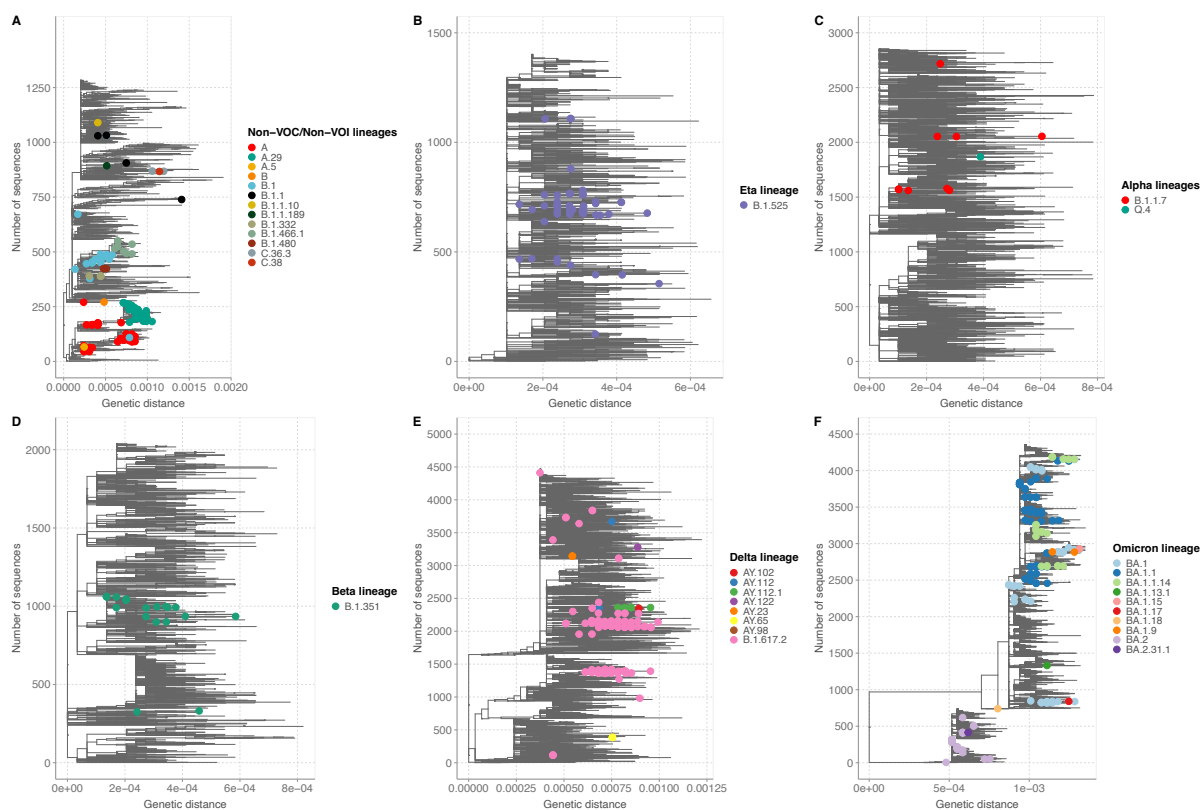 A
Number of sequences
1250
1000
750
500
250
0
0.0000
0.0005
0.0010
0.0015
0.0020
Genetic distance
Non−VOC/Non−VOI lineages
A
A.29
A.5
B
B.1
B.1.1
B.1.1.10
B.1.1.189
B.1.332
B.1.466.1
B.1.480
C.36.3
C.38
B
Number of sequences
1500
1000
500
0
0e+00
2e−04
4e−04
6e−04
Genetic distance
Eta lineage
B.1.525
C
Number of sequences
3000
2500
2000
1500
1000
500
0
0e+00
2e−04
4e−04
6e−04
8e−04
Genetic distance
Alpha lineages
B.1.1.7
Q.4
D
Number of sequences
2000
1500
1000
500
0
0e+00
2e−04
4e−04
6e−04
8e−04
Genetic distance
Beta lineage
B.1.351
E
Number of sequences
5000
4500
4000
3500
3000
2500
2000
1500
1000
500
0
0.00000
0.00025
0.00050
0.00075
0.00100
0.00125
Genetic distance
Delta lineage
AY.102
AY.112
AY.112.1
AY.122
AY.23
AY.65
AY.98
B.1.617.2
F
Number of sequences
4500
4000
3500
3000
2500
2000
1500
1000
500
0
0e+00
5e−04
1e−03
Genetic distance
Omicron lineage
BA.1
BA.1.1
BA.1.1.14
BA.1.13.1
BA.1.15
BA.1.17
BA.1.18
BA.1.9
BA.2
BA.2.31.1